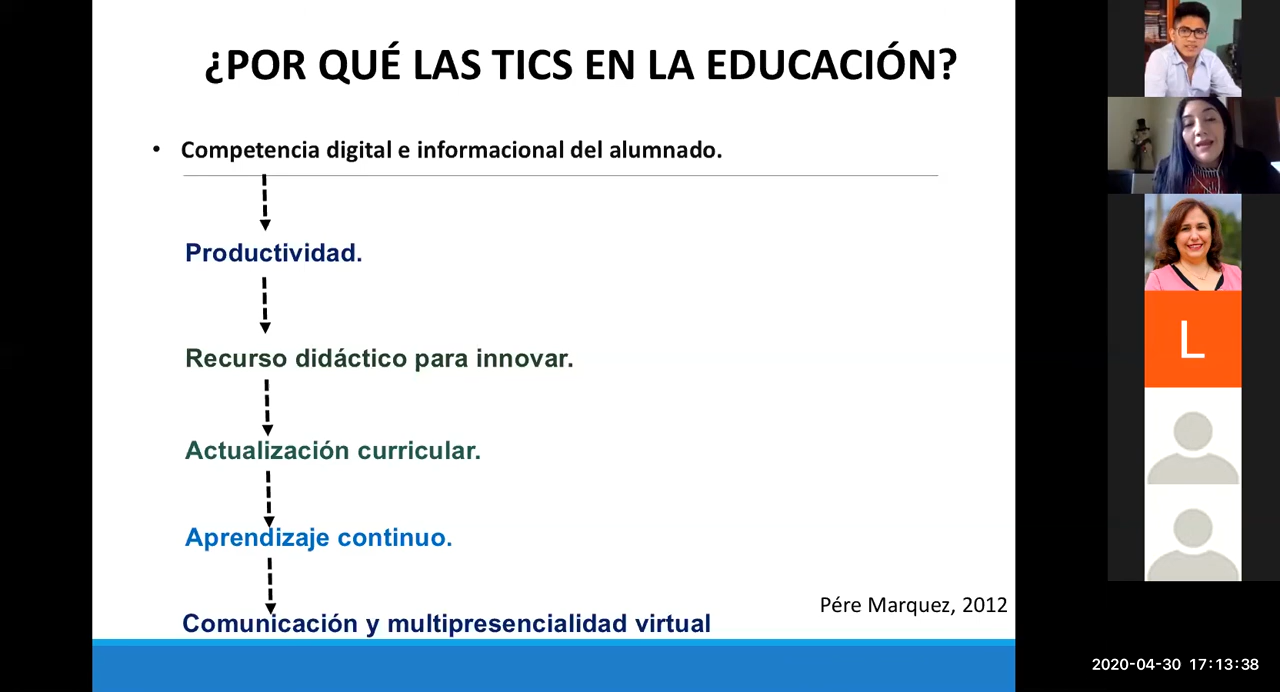 ¿POR QUÉ LAS TICS EN LA EDUCACIÓN?
• Competencia digital e informacional del alumnado.
Productividad.
Recurso didáctico para innovar.
Actualización curricular.
Aprendizaje continuo.
Comunicación y multipresencialidad virtual
Pére Marquez, 2012
L
2020-04-30 17:13:38